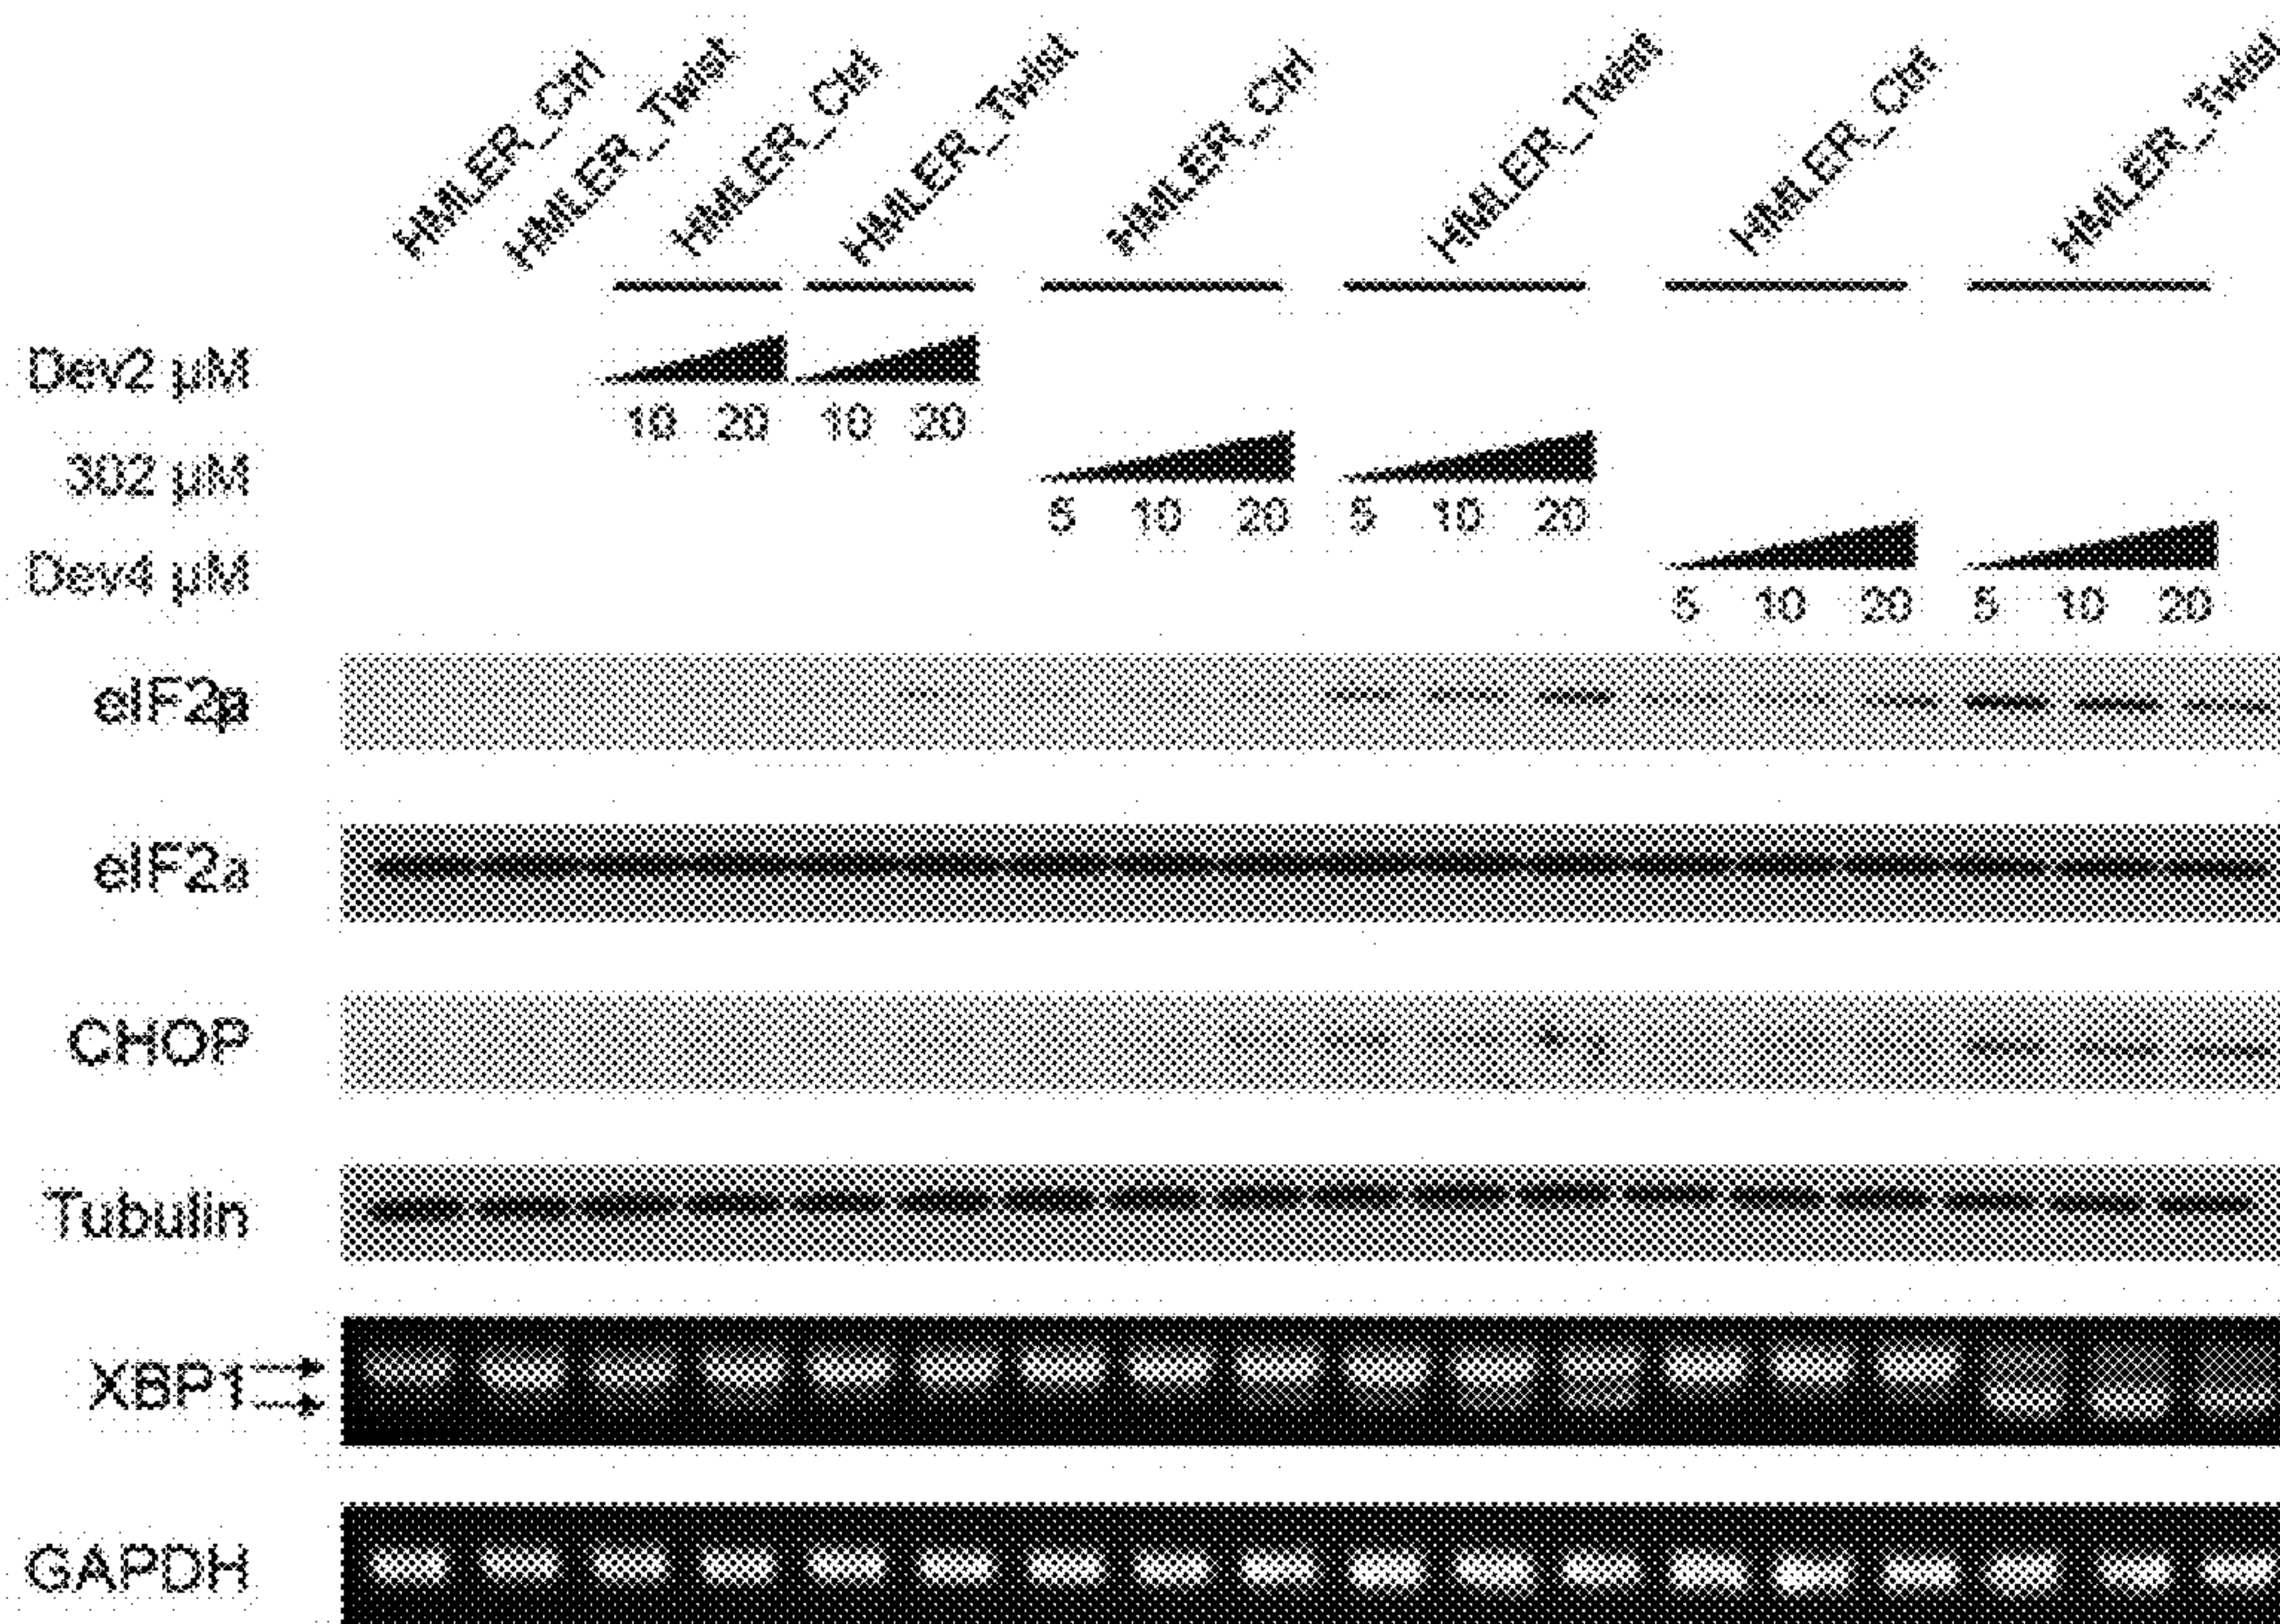 HMLER_Ctrl HMLER_Twist HMLER_Ctrl HMLER_Twist HMLER_Ctrl HMLER_Twist HMLER_Ctrl HMLER_Twist
Dev2 µM
10 20 10 20
302 µM
5 10 20 5 10 20
Dev4 µM
5 10 20 5 10 20
eIF2a
p
eIF2a
CHOP
Tubulin
XBP1
GAPDH